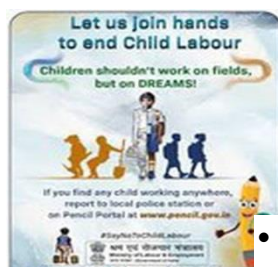 Let us join hands
to end Child Labour
Children shouldn't work on fields,
but on DREAMS!
If you find any child working anywhere,
report to local police station or
on Pencil Portal at www.pencil.gov.in
#SayNoToChildLabour
श्रम एवं रोजगार मंत्रालय
Ministry of Labour & Employment